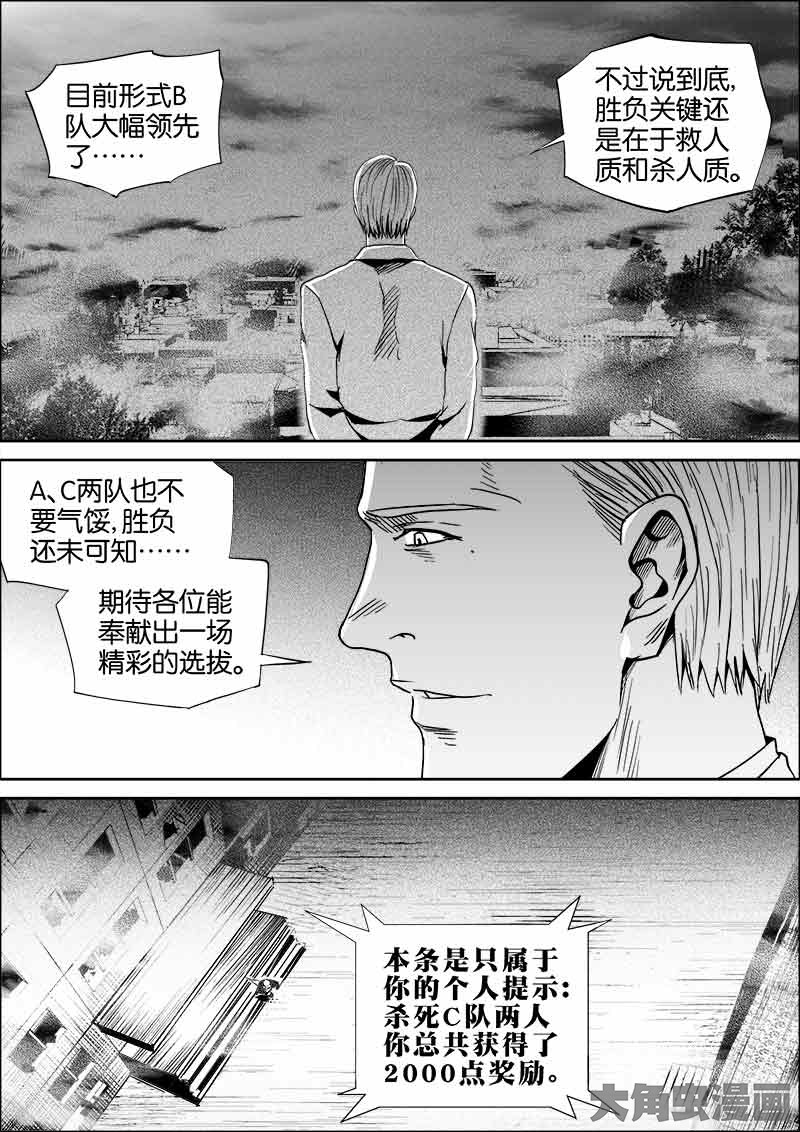 目前形式B
队大幅领先
了……
不过说到底,
胜负关键还
是在于救人
质和杀人质。
A、C两队也不
要气馁,胜负
还未可知……
期待各位能
奉献出一场
精彩的选拔。
本条是只属于
你的个人提示:
杀死C队两人
你总共获得了
2000点奖励。
大角虫漫画